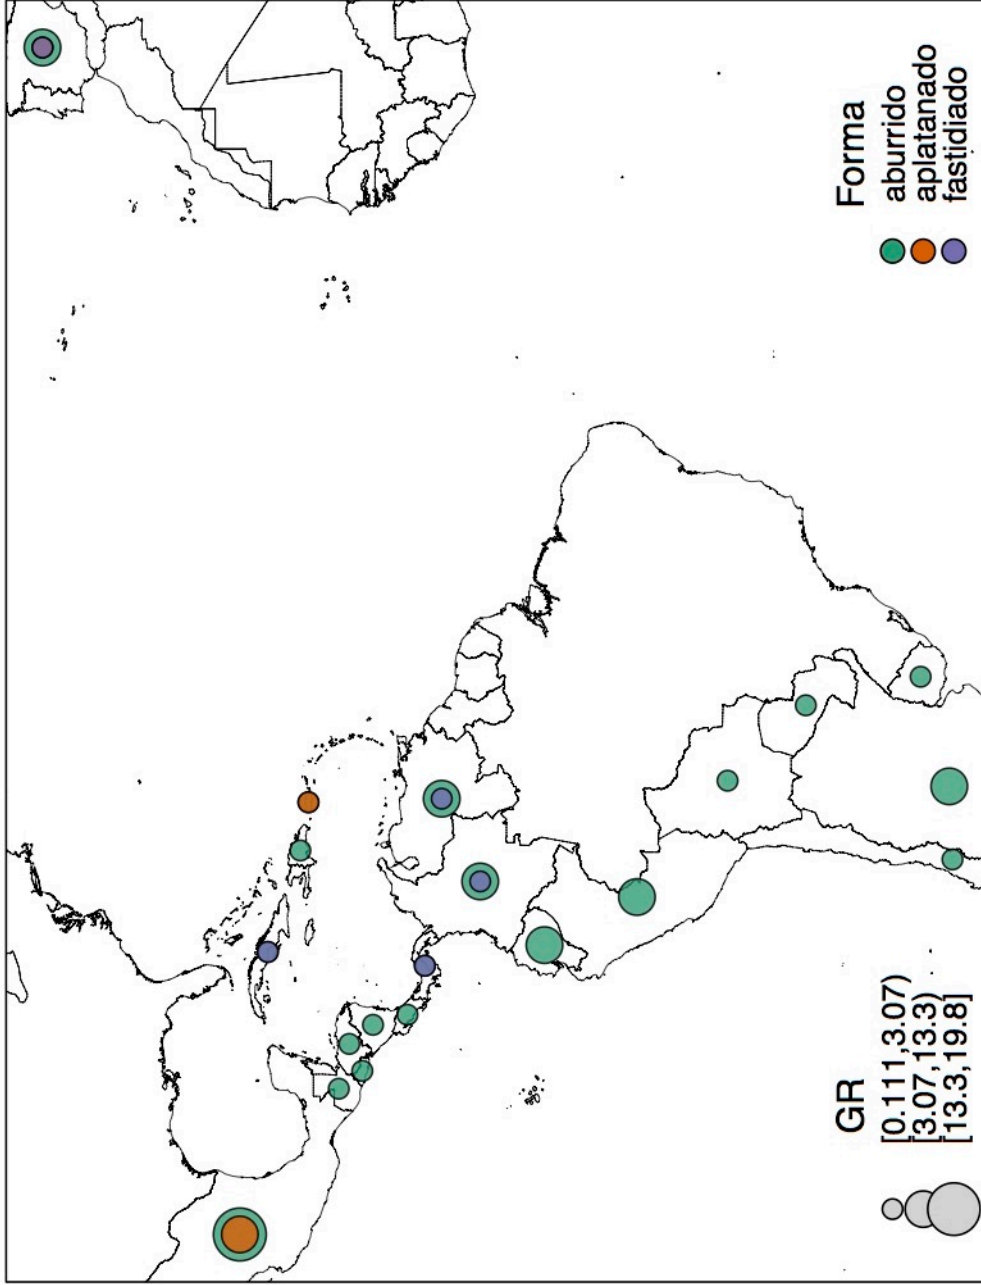 GR
[0.111,3.07)
[3.07,13.3)
[13.3,19.8]
Forma
aburrido
aplatanado
fastidiado